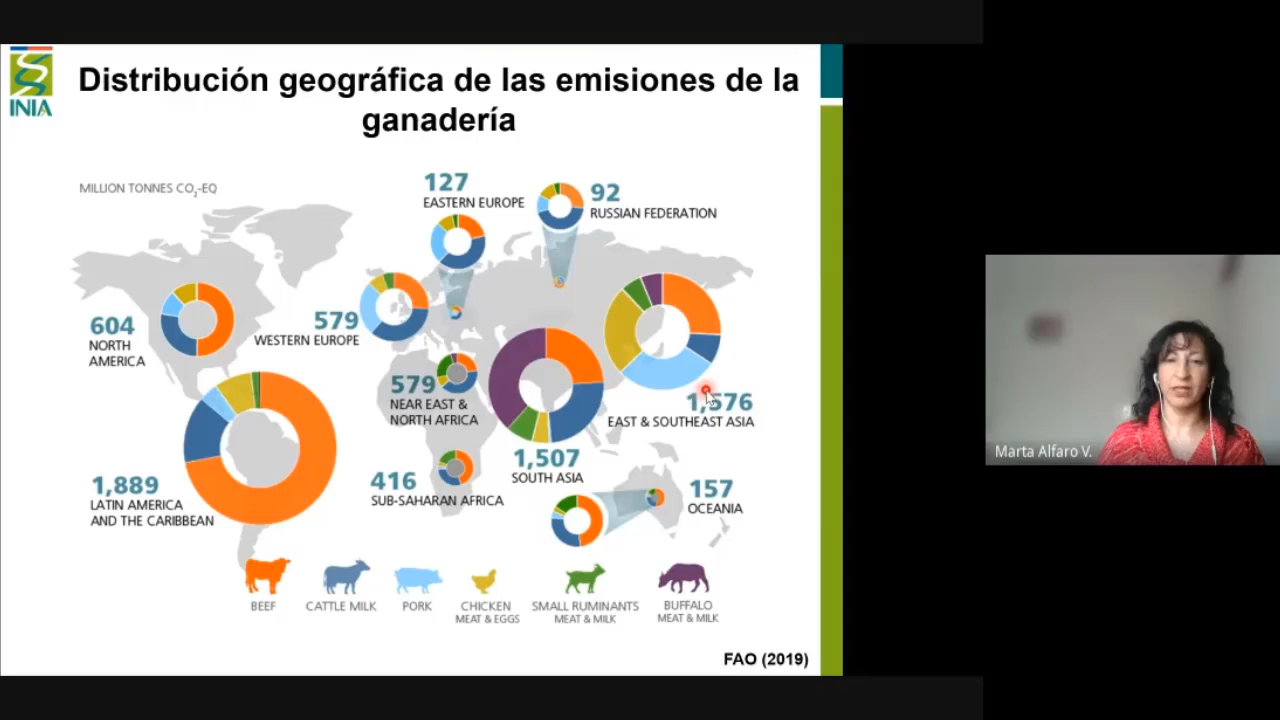 INIA
Distribución geográfica de las emisiones de la
ganadería
MILLION TONNES CO2-EQ
127
EASTERN EUROPE
92
RUSSIAN FEDERATION
604
NORTH
AMERICA
579
WESTERN EUROPE
579
NEAR EAST &
NORTH AFRICA
1,576
EAST & SOUTHEAST ASIA
1,889
LATIN AMERICA
AND THE CARIBBEAN
416
SUB-SAHARAN AFRICA
1,507
SOUTH ASIA
157
OCEANIA
BEEF
CATTLE MILK
PORK
CHICKEN
MEAT & EGGS
SMALL RUMINANTS
MEAT & MILK
BUFFALO
MEAT & MILK
FAO (2019)
Marta Alfaro V.